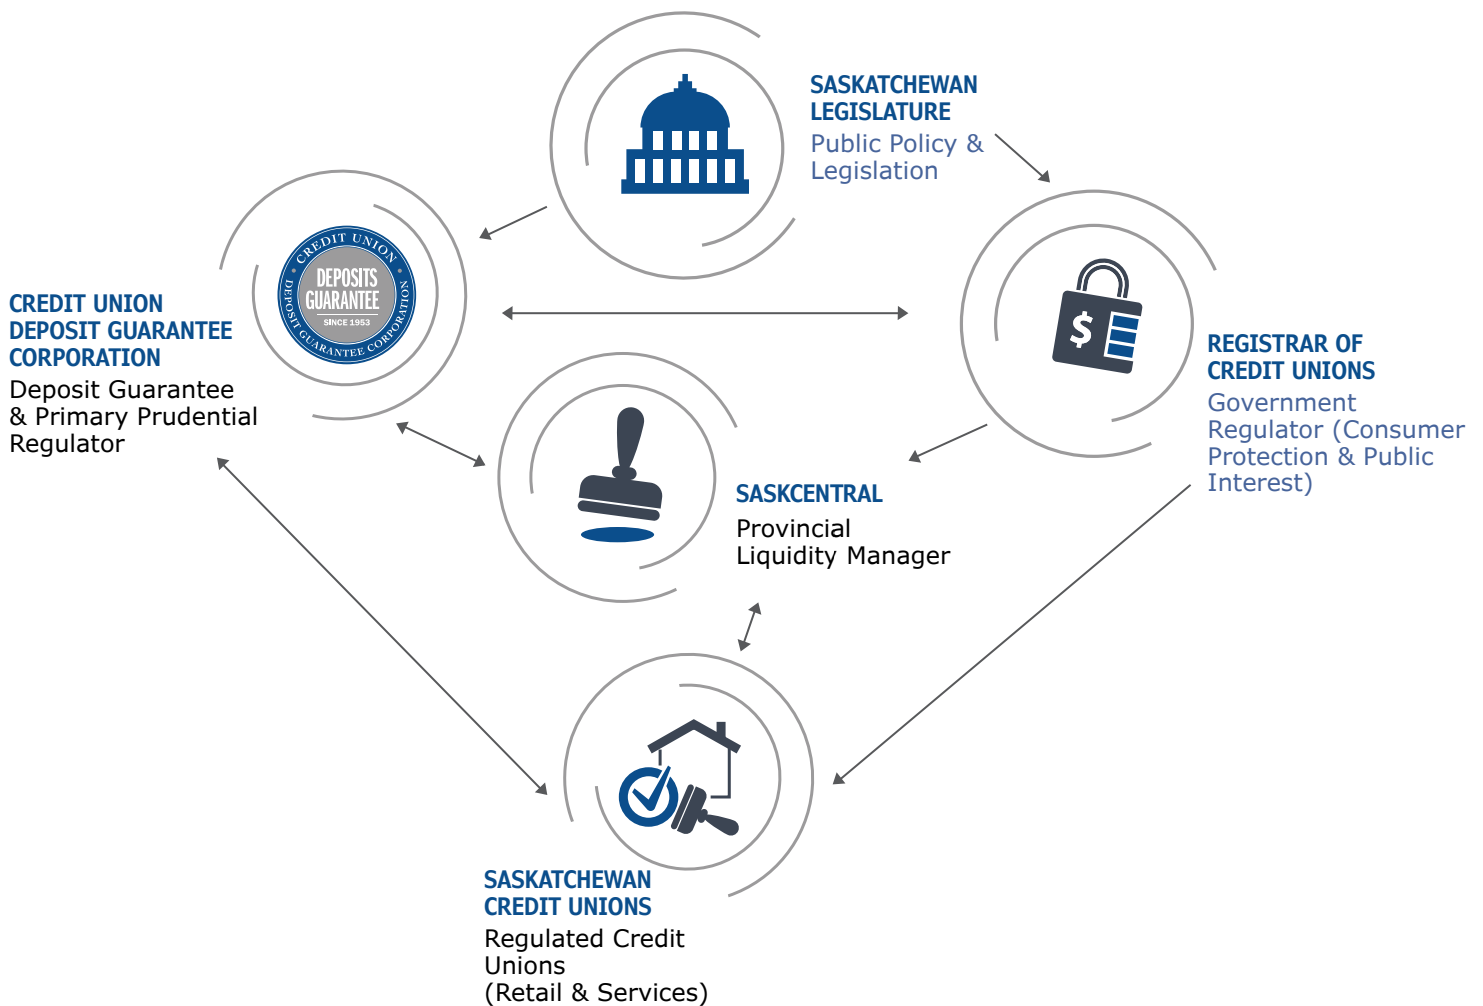 SASKATCHEWAN
LEGISLATURE
Public Policy &
Legislation
CREDIT UNION
DEPOSIT GUARANTEE CORPORATION
DEPOSITS
GUARANTEE
SINCE 1953
CREDIT UNION
DEPOSIT GUARANTEE
CORPORATION
Deposit Guarantee
& Primary Prudential
Regulator
$
REGISTRAR OF
CREDIT UNIONS
Government
Regulator (Consumer
Protection & Public
Interest)
SASKCENTRAL
Provincial
Liquidity Manager
SASKATCHEWAN
CREDIT UNIONS
Regulated Credit
Unions
(Retail & Services)